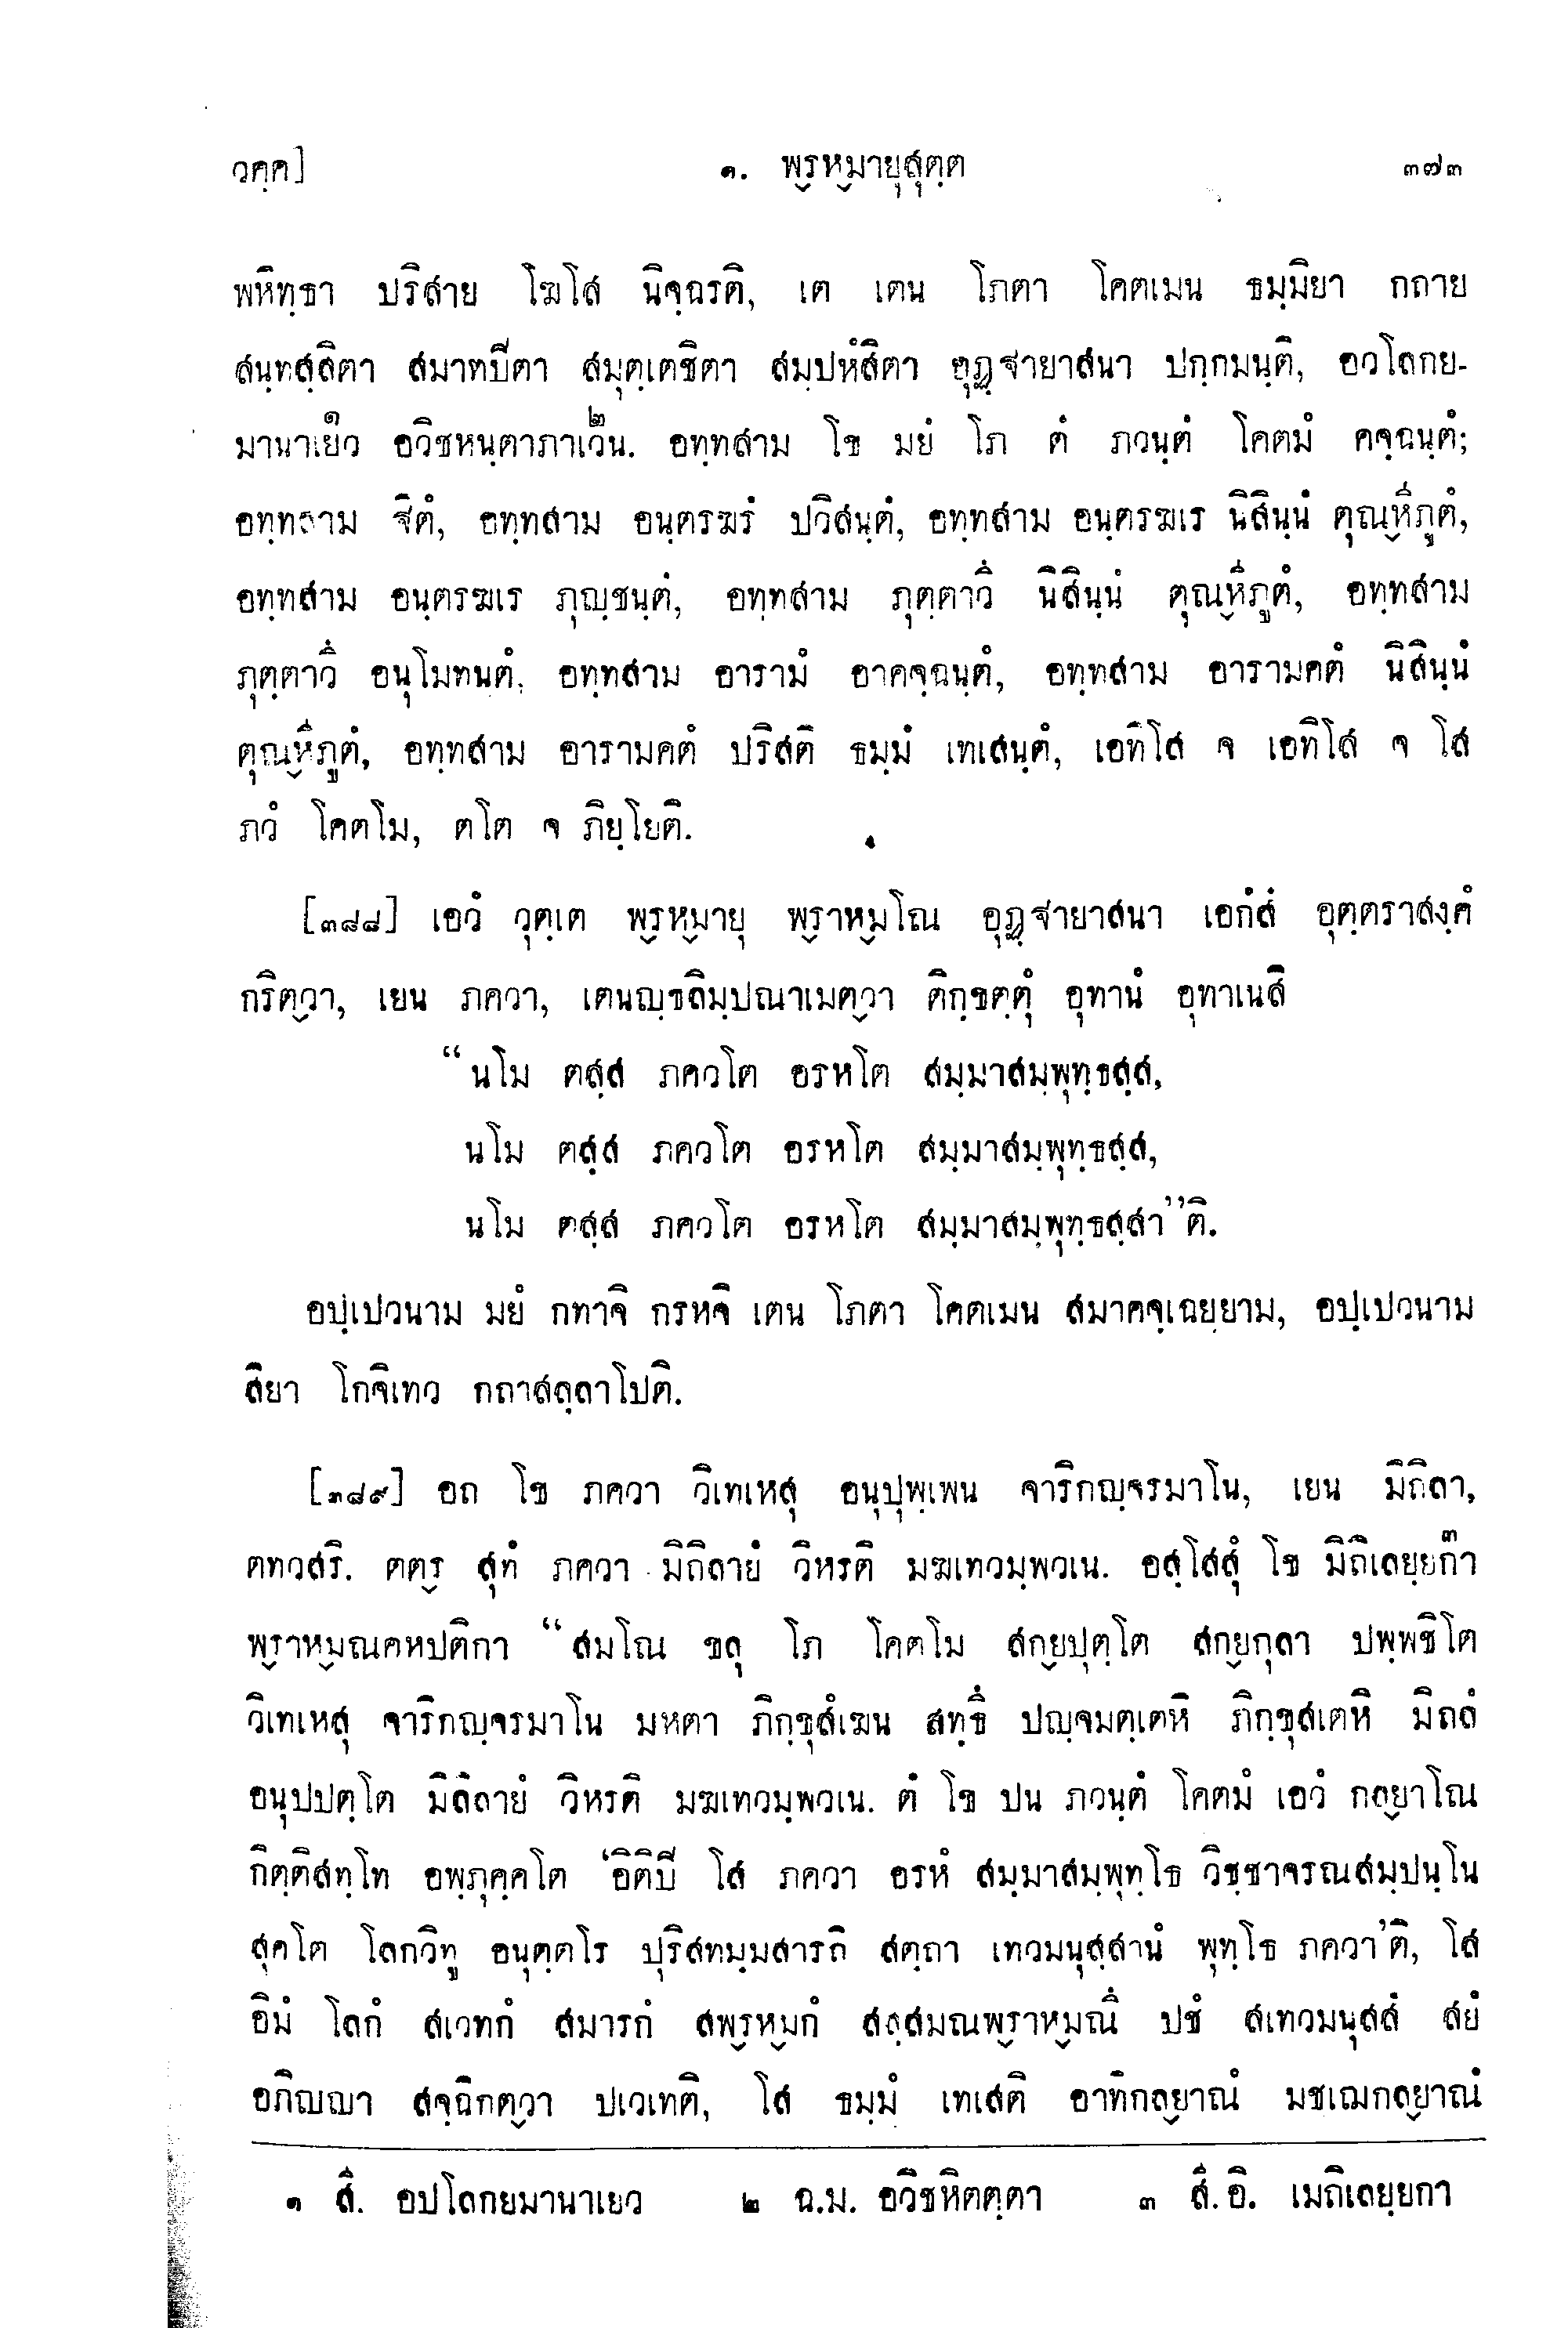 วคฺค] ๑. พฺรหฺมายุสุตฺต ๓๗๓
พหิทฺธา ปริสาย โฆโส นิจฺฉรติ, เต เตน โภตา โคตเมน ธมฺมิยา กถาย
สนฺทสฺสิตา สมาทปิตา สมุตฺเตชิตา สมฺปหํสิตา อุฏฺฐายาสนา ปกฺกมนฺติ, อวโลกย-
มานาเยว๑ อวิชหนฺตาภาเวน๒. อทฺทสาม โข มยํ โภ ตํ ภวนฺตํ โคตมํ คจฺฉนฺตํ;
อทฺทสาม ฐิตํ, อทฺทสาม อนฺตรฆรํ ปวิสนฺตํ, อทฺทสาม อนฺตรฆเร นิสินฺนํ ตุณฺหีภูตํ,
อทฺทสาม อนฺตรฆเร ภุญฺชนฺตํ, อทฺทสาม ภุตฺตาวึ นิสินฺนํ ตุณฺหีภูตํ, อทฺทสาม
ภุตฺตาวึ อนุโมทนตํ, อทฺทสาม อารามํ อาคจฺฉนฺตํ, อทฺทสาม อารามคตํ นิสินฺนํ
ตุณฺหีภูตํ, อทฺทสาม อารามคตํ ปริสติ ธมฺมํ เทเสนฺตํ, เอทิโส จ เอทิโส จ โส
ภวํ โคตโม, ตโต จ ภิยฺโยติ.
[๓๘๘] เอวํ วุตฺเต พฺรหฺมายุ พฺราหฺมโณ อุฏฺฐายาสนา เอกํสํ อุตฺตราสงฺคํ
กริตฺวา, เยน ภควา, เตนญฺชลิมฺปณาเมตฺวา ติกฺขตฺตุํ อุทานํ อุทาเนสิ
“นโม ตสฺส ภควโต อรหโต สมฺมาสมฺพุทฺธสฺส,
นโม ตสฺส ภควโต อรหโต สมฺมาสมฺพุทฺธสฺส,
นโม ตสฺส ภควโต อรหโต สมฺมาสมฺพุทฺธสฺสา”ติ.
อปฺเปวนาม มยํ กทาจิ กรหจิ เตน โภตา โคตเมน สมาคจฺเฉยฺยาม, อปฺเปวนาม
สิยา โกจิเทว กถาสลฺลาโปติ.
[๓๘๙] อถ โข ภควา วิเทเหสุ อนุปุพฺเพน จาริกญฺจรมาโน, เยน มิถิลา,
ตทวสริ. ตตฺร สุทํ ภควา มิถิลายํ วิหรติ มฆเทวมฺพวเน. อสฺโสสุํ โข มิถิเลยฺยกา๓
พฺราหฺมณคหปติกา “สมโณ ขลุ โภ โคตโม สกฺยปุตฺโต สกฺยกุลา ปพฺพชิโต
วิเทเหสุ จาริกญฺจรมาโน มหตา ภิกฺขุสํเฆน สทฺธึ ปญฺจมตฺเตหิ ภิกฺขุสเตหิ มิถลํ
อนุปปตฺโต มิถิลายํ วิหรติ มฆเทวมฺพวเน. ตํ โข ปน ภวนฺตํ โคตมํ เอวํ กลฺยาโณ
กิตฺติสทฺโท อพฺภุคฺคโต ‘อิติปิ โส ภควา อรหํ สมฺมาสมฺพุทฺโธ วิชฺชาจรณสมฺปนฺโน
สุคโต โลกวิทู อนุตฺตโร ปุริสทมฺมสารถิ สตฺถา เทวมนุสฺสานํ พุทฺโธ ภควา’ติ, โส
อิมํ โลกํ สเวทกํ สมารกํ สพฺรหฺมกํ สสฺสมณพฺราหฺมณึ ปชํ สเทวมนุสสํ สยํ
อภิญญา สจฺฉิกตฺวา ปเวเทติ, โส ธมฺมํ เทเสติ อาทิกลฺยาณํ มชเฌกลฺยาณํ
๑ สี. อปโลกยมานาเยว ๒ ฉ.ม. อวิชหิตตฺตา ๓ สี.อิ. เมถิเลยฺยกา